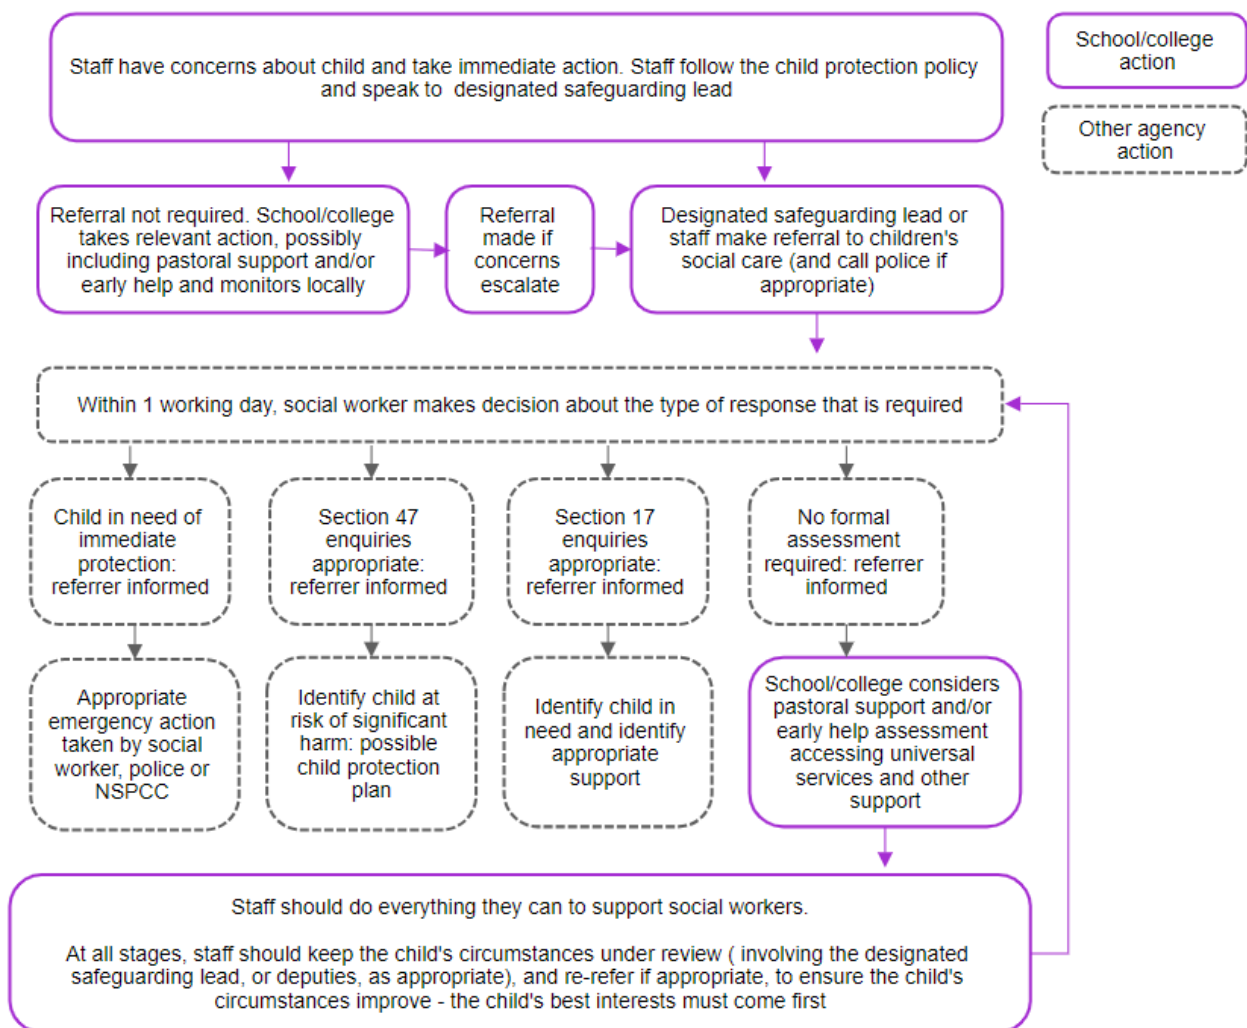 Staff have concerns about child and take immediate action. Staff follow the child protection policy
and speak to  designated safeguarding lead
School/college
action
Other agency
action
Referral not required. School/college
takes relevant action, possibly
including pastoral support and/or
early help and monitors locally
Referral
made if
concerns
escalate
Designated safeguarding lead or
staff make referral to children's
social care (and call police if
appropriate)
Within 1 working day, social worker makes decision about the type of response that is required
Child in need of
immediate
protection:
referrer informed
Section 47
enquiries
appropriate:
referrer informed
Section 17
enquiries
appropriate:
referrer informed
No formal
assessment
required: referrer
informed
Appropriate
emergency action
taken by social
worker, police or
NSPCC
Identify child at
risk of significant
harm: possible
child protection
plan
Identify child in
need and identify
appropriate
support
School/college considers
pastoral support and/or
early help assessment
accessing universal
services and other
support
Staff should do everything they can to support social workers.
At all stages, staff should keep the child's circumstances under review ( involving the designated
safeguarding lead, or deputies, as appropriate), and re-refer if appropriate, to ensure the child's
circumstances improve - the child's best interests must come first